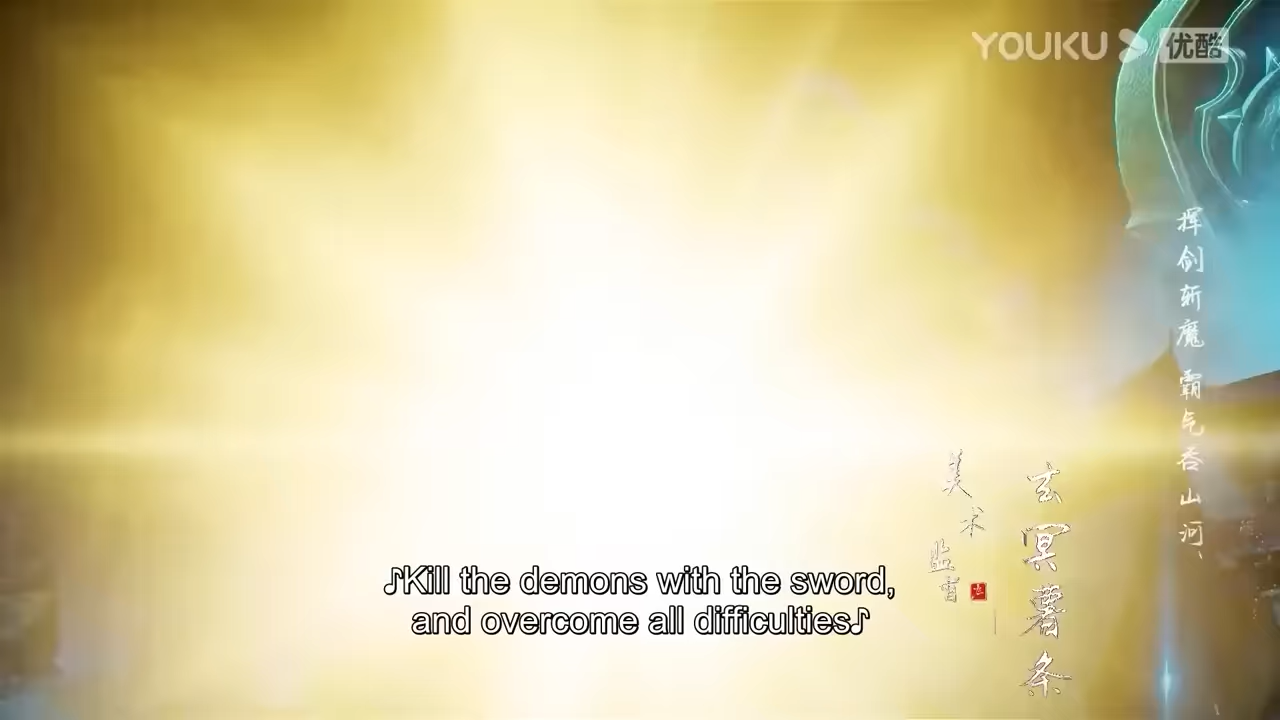 YOUKU 优酷
挥剑斩魔 霸气吞山河
玄冥薯条
美术监督
♪Kill the demons with the sword,
and overcome all difficulties♪